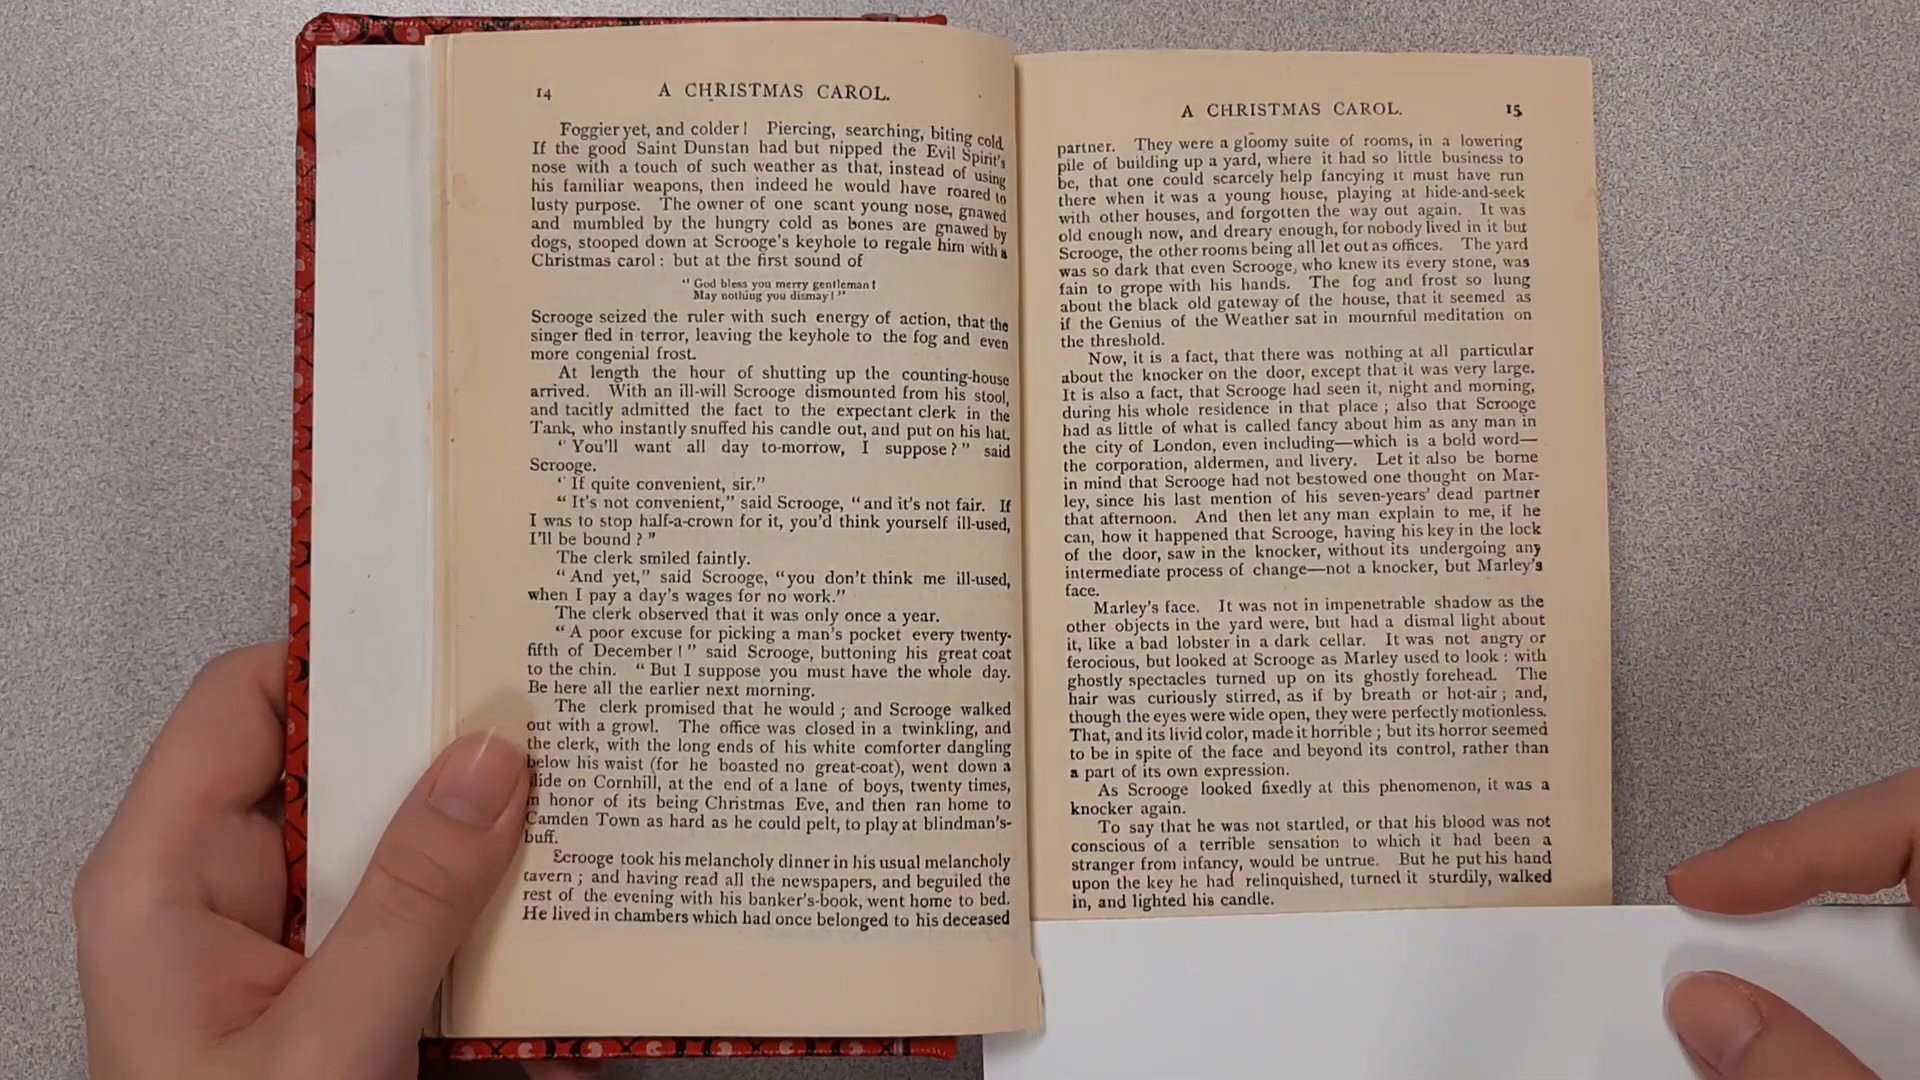 14
A CHRISTMAS CAROL.
Foggier yet, and colder! Piercing, searching, biting cold.
If the good Saint Dunstan had but nipped the Evil Spirit's
nose with a touch of such weather as that, instead of using
his familiar weapons, then indeed he would have roared to
lusty purpose. The owner of one scant young nose, gnawed
and mumbled by the hungry cold as bones are gnawed by
dogs, stooped down at Scrooge's keyhole to regale him with a
Christmas carol: but at the first sound of
"God bless you merry gentleman!
May nothing you dismay!"
Scrooge seized the ruler with such energy of action, that the
singer fled in terror, leaving the keyhole to the fog and even
more congenial frost.
At length the hour of shutting up the counting-house
arrived. With an ill-will Scrooge dismounted from his stool,
and tacitly admitted the fact to the expectant clerk in the
Tank, who instantly snuffed his candle out, and put on his hat.
"You'll want all day to-morrow, I suppose?" said
Scrooge.
"If quite convenient, sir."
"It's not convenient," said Scrooge, "and it's not fair. If
I was to stop half-a-crown for it, you'd think yourself ill-used,
I'll be bound?"
The clerk smiled faintly.
"And yet," said Scrooge, "you don't think me ill-used,
when I pay a day's wages for no work."
The clerk observed that it was only once a year.
"A poor excuse for picking a man's pocket every twenty-
fifth of December!" said Scrooge, buttoning his great coat
to the chin. "But I suppose you must have the whole day.
Be here all the earlier next morning.
The clerk promised that he would; and Scrooge walked
out with a growl. The office was closed in a twinkling, and
the clerk, with the long ends of his white comforter dangling
below his waist (for he boasted no great-coat), went down a
slide on Cornhill, at the end of a lane of boys, twenty times,
in honor of its being Christmas Eve, and then ran home to
Camden Town as hard as he could pelt, to play at blindman's-
buff.
Scrooge took his melancholy dinner in his usual melancholy
tavern; and having read all the newspapers, and beguiled the
rest of the evening with his banker's-book, went home to bed.
He lived in chambers which had once belonged to his deceased
A CHRISTMAS CAROL.
15
partner. They were a gloomy suite of rooms, in a lowering
pile of building up a yard, where it had so little business to
be, that one could scarcely help fancying it must have run
there when it was a young house, playing at hide-and-seek
with other houses, and forgotten the way out again. It was
old enough now, and dreary enough, for nobody lived in it but
Scrooge, the other rooms being all let out as offices. The yard
was so dark that even Scrooge, who knew its every stone, was
fain to grope with his hands. The fog and frost so hung
about the black old gateway of the house, that it seemed as
if the Genius of the Weather sat in mournful meditation on
the threshold.
Now, it is a fact, that there was nothing at all particular
about the knocker on the door, except that it was very large.
It is also a fact, that Scrooge had seen it, night and morning,
during his whole residence in that place; also that Scrooge
had as little of what is called fancy about him as any man in
the city of London, even including—which is a bold word—
the corporation, aldermen, and livery. Let it also be borne
in mind that Scrooge had not bestowed one thought on Mar-
ley, since his last mention of his seven-years' dead partner
that afternoon. And then let any man explain to me, if he
can, how it happened that Scrooge, having his key in the lock
of the door, saw in the knocker, without its undergoing any
intermediate process of change—not a knocker, but Marley's
face.
Marley's face. It was not in impenetrable shadow as the
other objects in the yard were, but had a dismal light about
it, like a bad lobster in a dark cellar. It was not angry or
ferocious, but looked at Scrooge as Marley used to look: with
ghostly spectacles turned up on its ghostly forehead. The
hair was curiously stirred, as if by breath or hot-air; and,
though the eyes were wide open, they were perfectly motionless.
That, and its livid color, made it horrible; but its horror seemed
to be in spite of the face and beyond its control, rather than
a part of its own expression.
As Scrooge looked fixedly at this phenomenon, it was a
knocker again.
To say that he was not startled, or that his blood was not
conscious of a terrible sensation to which it had been a
stranger from infancy, would be untrue. But he put his hand
upon the key he had relinquished, turned it sturdily, walked
in, and lighted his candle.